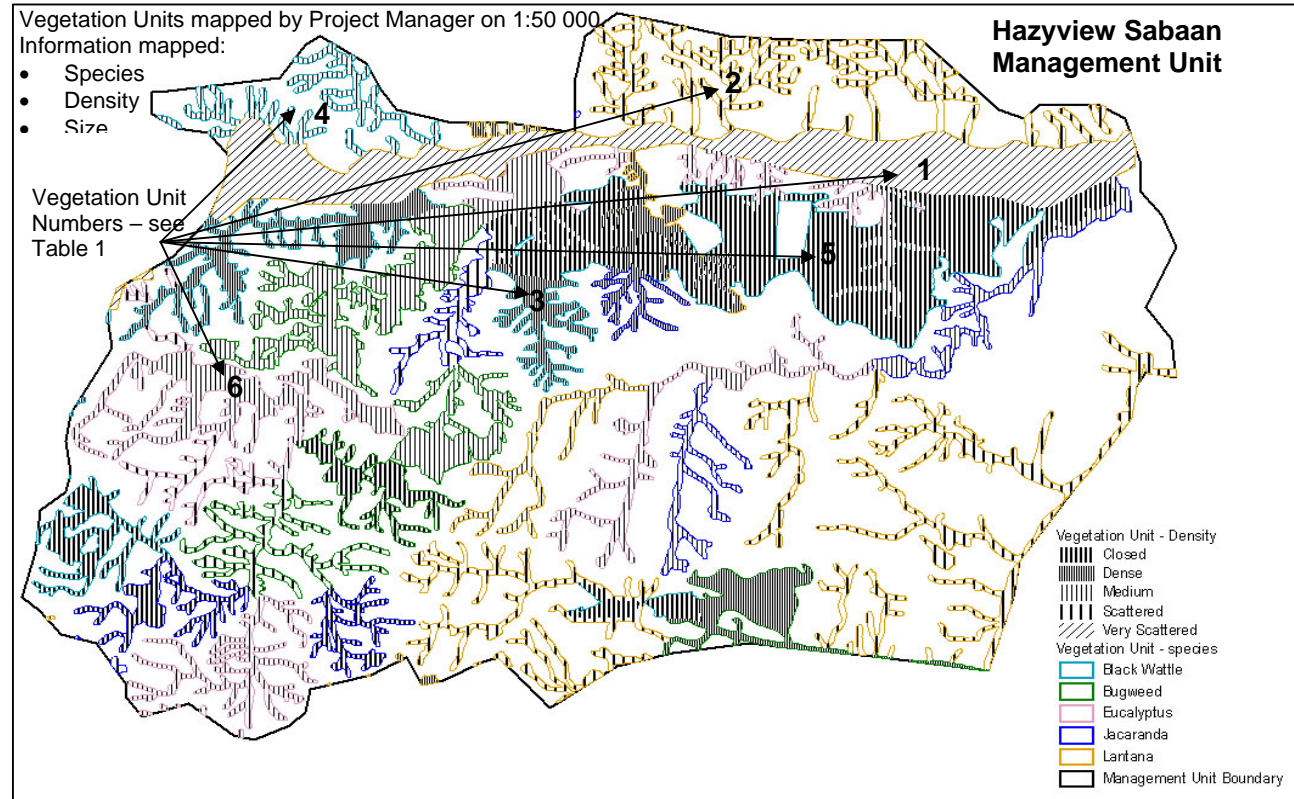 Vegetation Units mapped by Project Manager on 1:50 000
Information mapped:
• Species
• Density
• Size
Hazyview Sabaan
Management Unit
2
4
1
Vegetation Unit
Numbers – see
Table 1
5
3
6
Vegetation Unit - Density
Closed
Dense
Medium
Scattered
Very Scattered
Vegetation Unit - species
Black Wattle
Bugweed
Eucalyptus
Jacaranda
Lantana
Management Unit Boundary